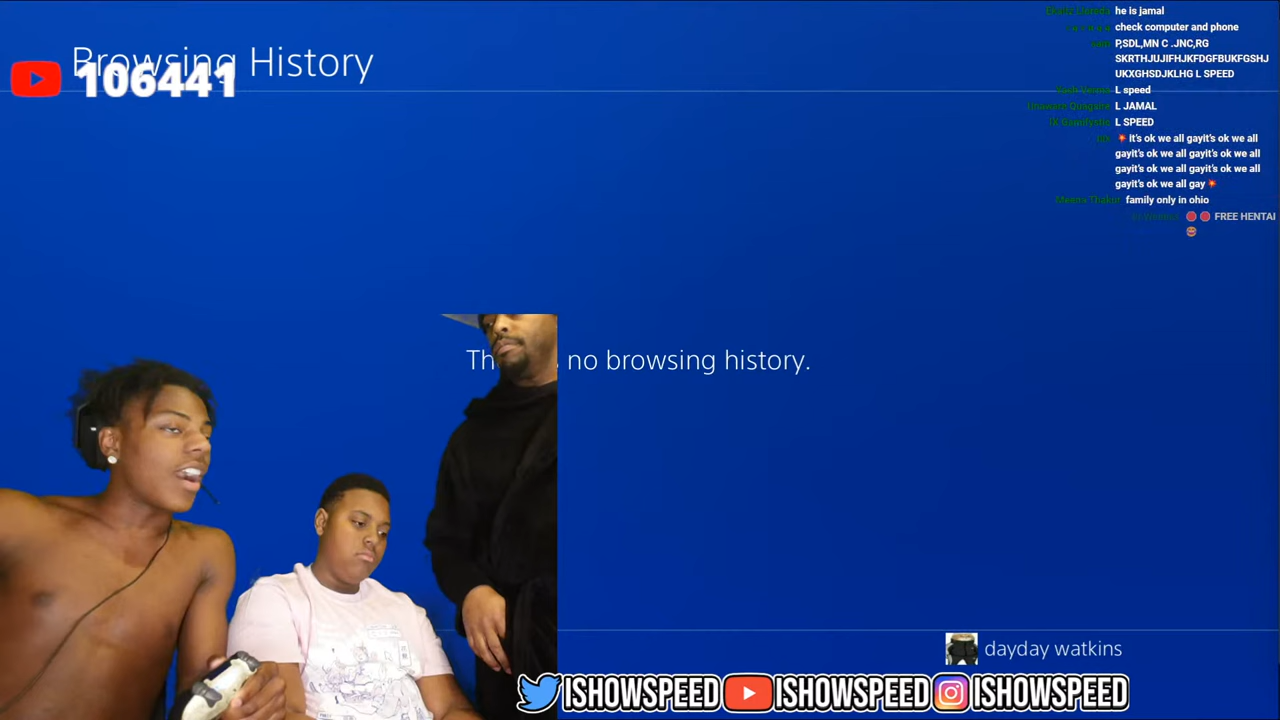 Browsing History
106441
he is jamal
check computer and phone
P,SDL,MN C .JNC,RG
SKRTHJUJIFHJKFDGFBUKFGSHJ
UKXGHSDJKLHG L SPEED
L speed
L JAMAL
L SPEED
it's ok we all gayit's ok we all
gayit's ok we all gayit's ok we all
gayit's ok we all gayit's ok we all
gayit's ok we all gay
Meena Thakur family only in ohio
FREE HENTAI
no browsing history.
dayday watkins
ISHOWSPEED ISHOWSPEED ISHOWSPEED